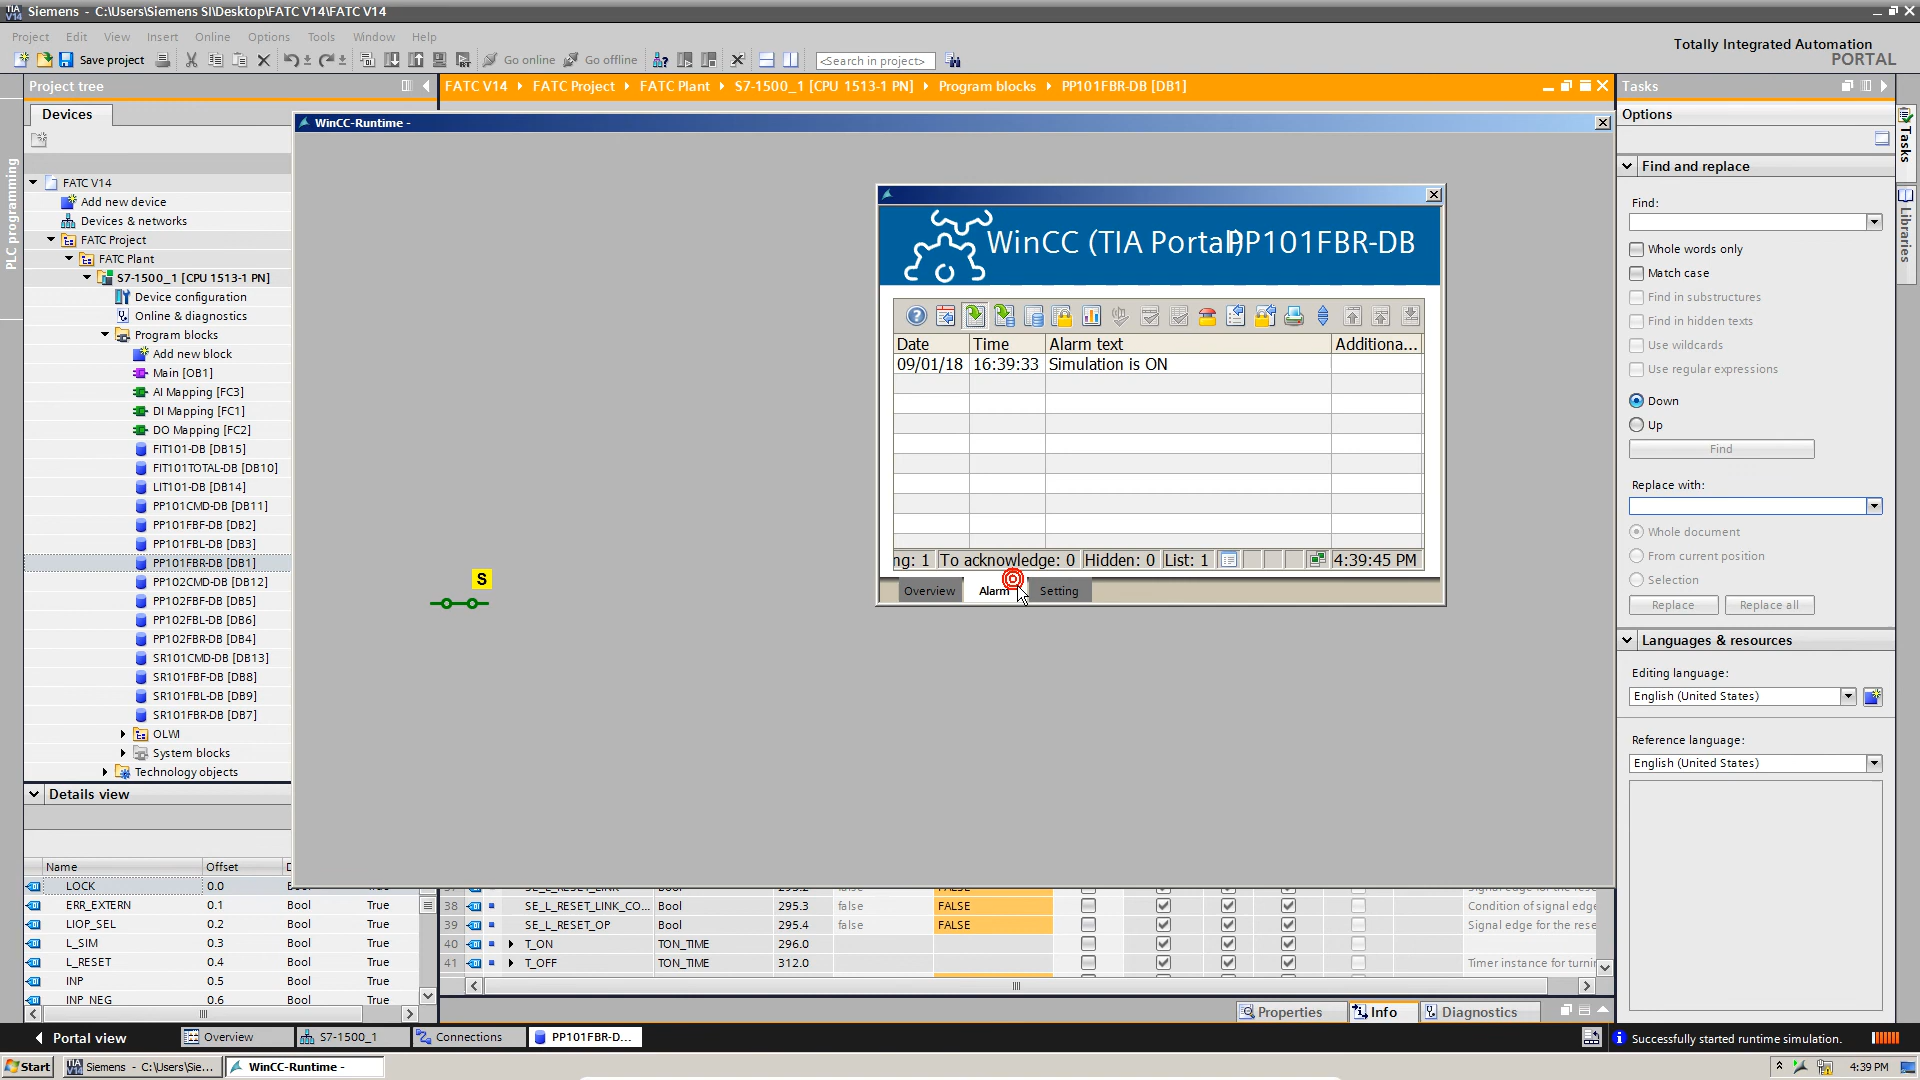 Siemens - C:\Users\Siemens SI\Desktop\FATC V14\FATC V14
Project Edit View Insert Online Options Tools Window Help
Totally Integrated Automation
PORTAL
Save project
Go online
Go offline
<Search in project>
Project tree
FATC V14 FATC Project FATC Plant S7-1500_1 [CPU 1513-1 PN] Program blocks PP101FBR-DB [DB1]
Tasks
Devices
Options
WinCC-Runtime -
PLC programming
Tasks
Libraries
FATC V14
Add new device
Devices & networks
FATC Project
FATC Plant
S7-1500_1 [CPU 1513-1 PN]
Device configuration
Online & diagnostics
Program blocks
Add new block
Main [OB1]
AI Mapping [FC3]
DI Mapping [FC1]
DO Mapping [FC2]
FIT101-DB [DB15]
FIT101TOTAL-DB [DB10]
LIT101-DB [DB14]
PP101CMD-DB [DB11]
PP101FBF-DB [DB2]
PP101FBL-DB [DB3]
PP101FBR-DB [DB1]
PP102CMD-DB [DB12]
PP102FBF-DB [DB5]
PP102FBL-DB [DB6]
PP102FBR-DB [DB4]
SR101CMD-DB [DB13]
SR101FBF-DB [DB8]
SR101FBL-DB [DB9]
SR101FBR-DB [DB7]
OLWI
System blocks
Technology objects
S
WinCC (TIA Portal)
PP101FBR-DB
Date Time Alarm text Additiona...
09/01/18 16:39:33 Simulation is ON
ng: 1 To acknowledge: 0 Hidden: 0 List: 1 4:39:45 PM
Overview Alarm Setting
Find and replace
Find:
Whole words only
Match case
Find in substructures
Find in hidden texts
Use wildcards
Use regular expressions
Down
Up
Find
Replace with:
Whole document
From current position
Selection
Replace Replace all
Languages & resources
Editing language:
English (United States)
Reference language:
English (United States)
Details view
Name Offset
LOCK 0.0
ERR_EXTERN 0.1 Bool True
LIOP_SEL 0.2 Bool True
L_SIM 0.3 Bool True
L_RESET 0.4 Bool True
INP 0.5 Bool True
INP_NEG 0.6 Bool True
38 SE_L_RESET_LINK_CO... Bool 295.3 false FALSE Condition of signal edge
39 SE_L_RESET_OP Bool 295.4 false FALSE Signal edge for the rese
40 T_ON TON_TIME 296.0
41 T_OFF TON_TIME 312.0 Timer instance for turnin
Properties Info Diagnostics
Portal view Overview S7-1500_1 Connections PP101FBR-D...
Successfully started runtime simulation.
Start Siemens - C:\Users\Sie... WinCC-Runtime - 4:39 PM